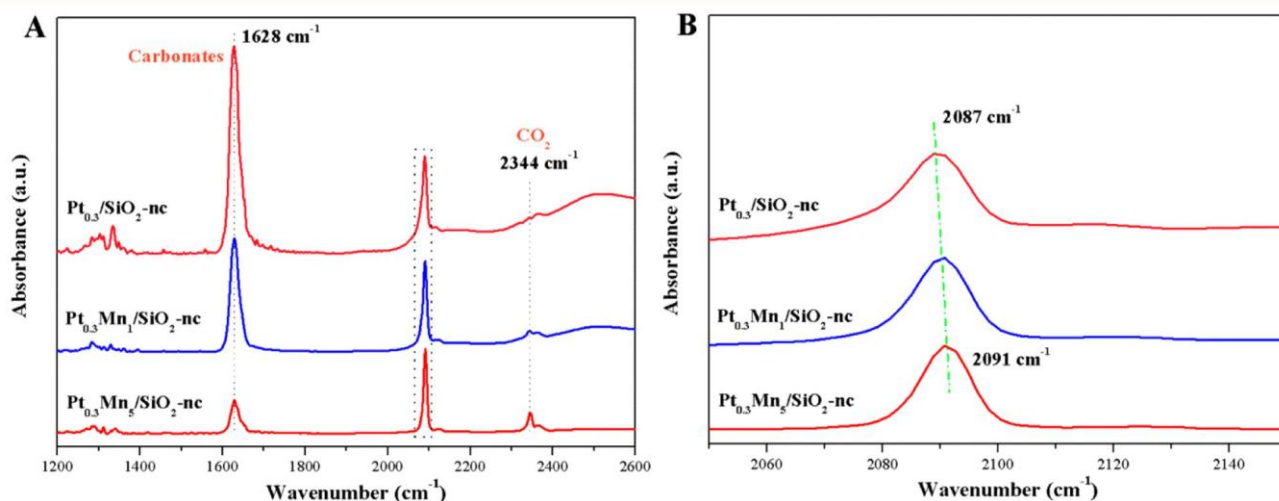 A
1628 cm⁻¹
Carbonates
CO₂
2344 cm⁻¹
Pt₀.₃/SiO₂-nc
Pt₀.₃Mn₁/SiO₂-nc
Pt₀.₃Mn₅/SiO₂-nc
Absorbance (a.u.)
1200 1400 1600 1800 2000 2200 2400 2600
Wavenumber (cm⁻¹)
B
2087 cm⁻¹
Pt₀.₃/SiO₂-nc
Pt₀.₃Mn₁/SiO₂-nc
2091 cm⁻¹
Pt₀.₃Mn₅/SiO₂-nc
Absorbance (a.u.)
2060 2080 2100 2120 2140
Wavenumber (cm⁻¹)